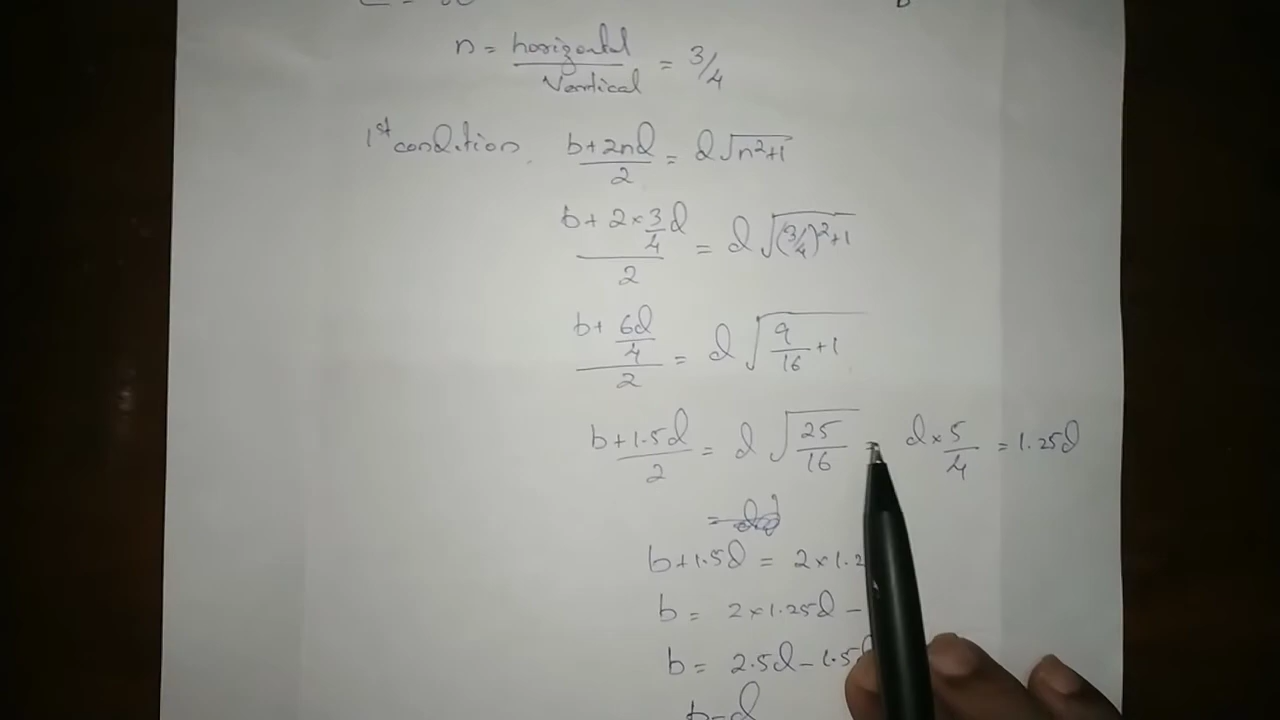 n = horizontal / Vertical = 3/4
1st condition b+2nd / 2 = d√n²+1
b+ 2×3/4 d / 2 = d√(3/4)²+1
b+ 6d/4 / 2 = d√9/16 +1
b+1.5d / 2 = d√25/16 = d×5/4 = 1.25d
=
b+1.5d = 2×1.2
b = 2×1.25d –
b = 2.5d – 1.5d
b = d